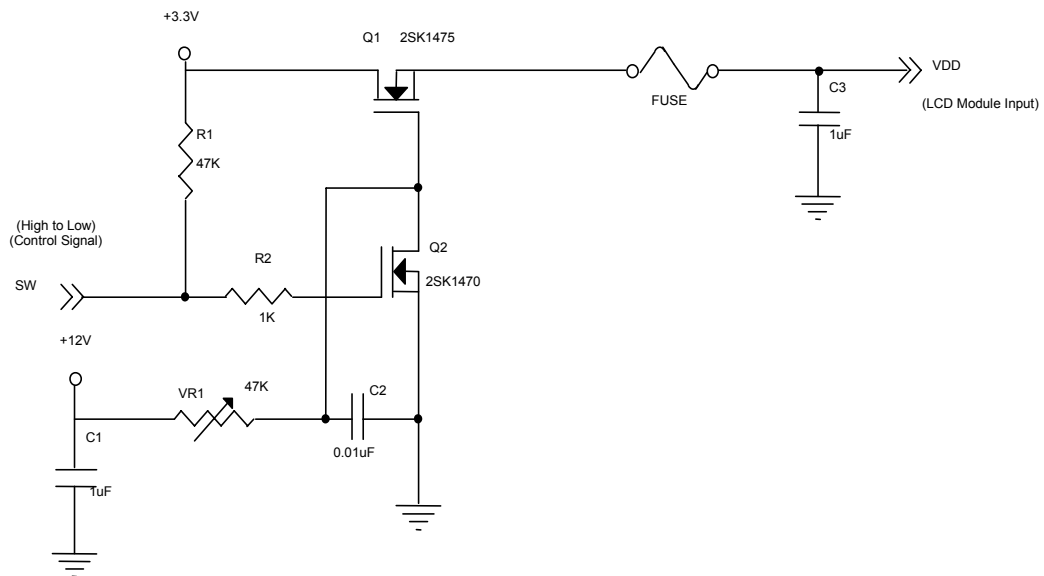 +3.3V
Q1 2SK1475
VDD
FUSE
C3
(LCD Module Input)
R1
1uF
47K
(High to Low)
(Control Signal)
Q2
R2
SW
2SK1470
1K
+12V
VR1
47K
C2
C1
0.01uF
1uF